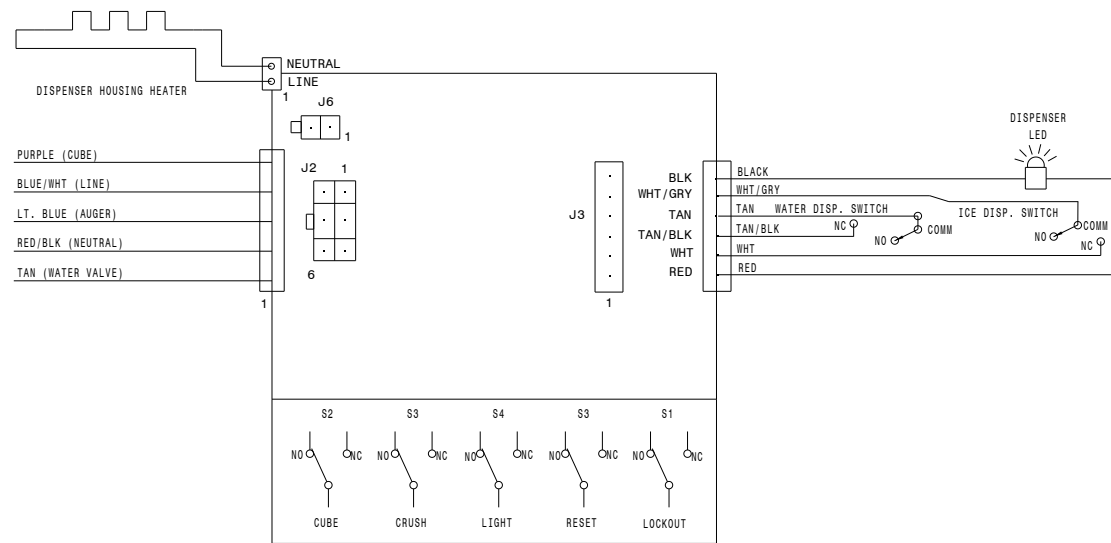 NEUTRAL
LINE
DISPENSER HOUSING HEATER
1
J6
1
PURPLE (CUBE)
BLUE/WHT (LINE)
LT. BLUE (AUGER)
RED/BLK (NEUTRAL)
TAN (WATER VALVE)
1
J2
1
6
J3
1
BLK
WHT/GRY
TAN
TAN/BLK
WHT
RED
BLACK
WHT/GRY
TAN
TAN/BLK
WHT
RED
DISPENSER
LED
WATER DISP. SWITCH
NC
NO
COMM
ICE DISP. SWITCH
NO
COMM
NC
S2
S3
S4
S3
S1
NO
NC
NO
NC
NO
NC
NO
NC
NO
NC
CUBE
CRUSH
LIGHT
RESET
LOCKOUT